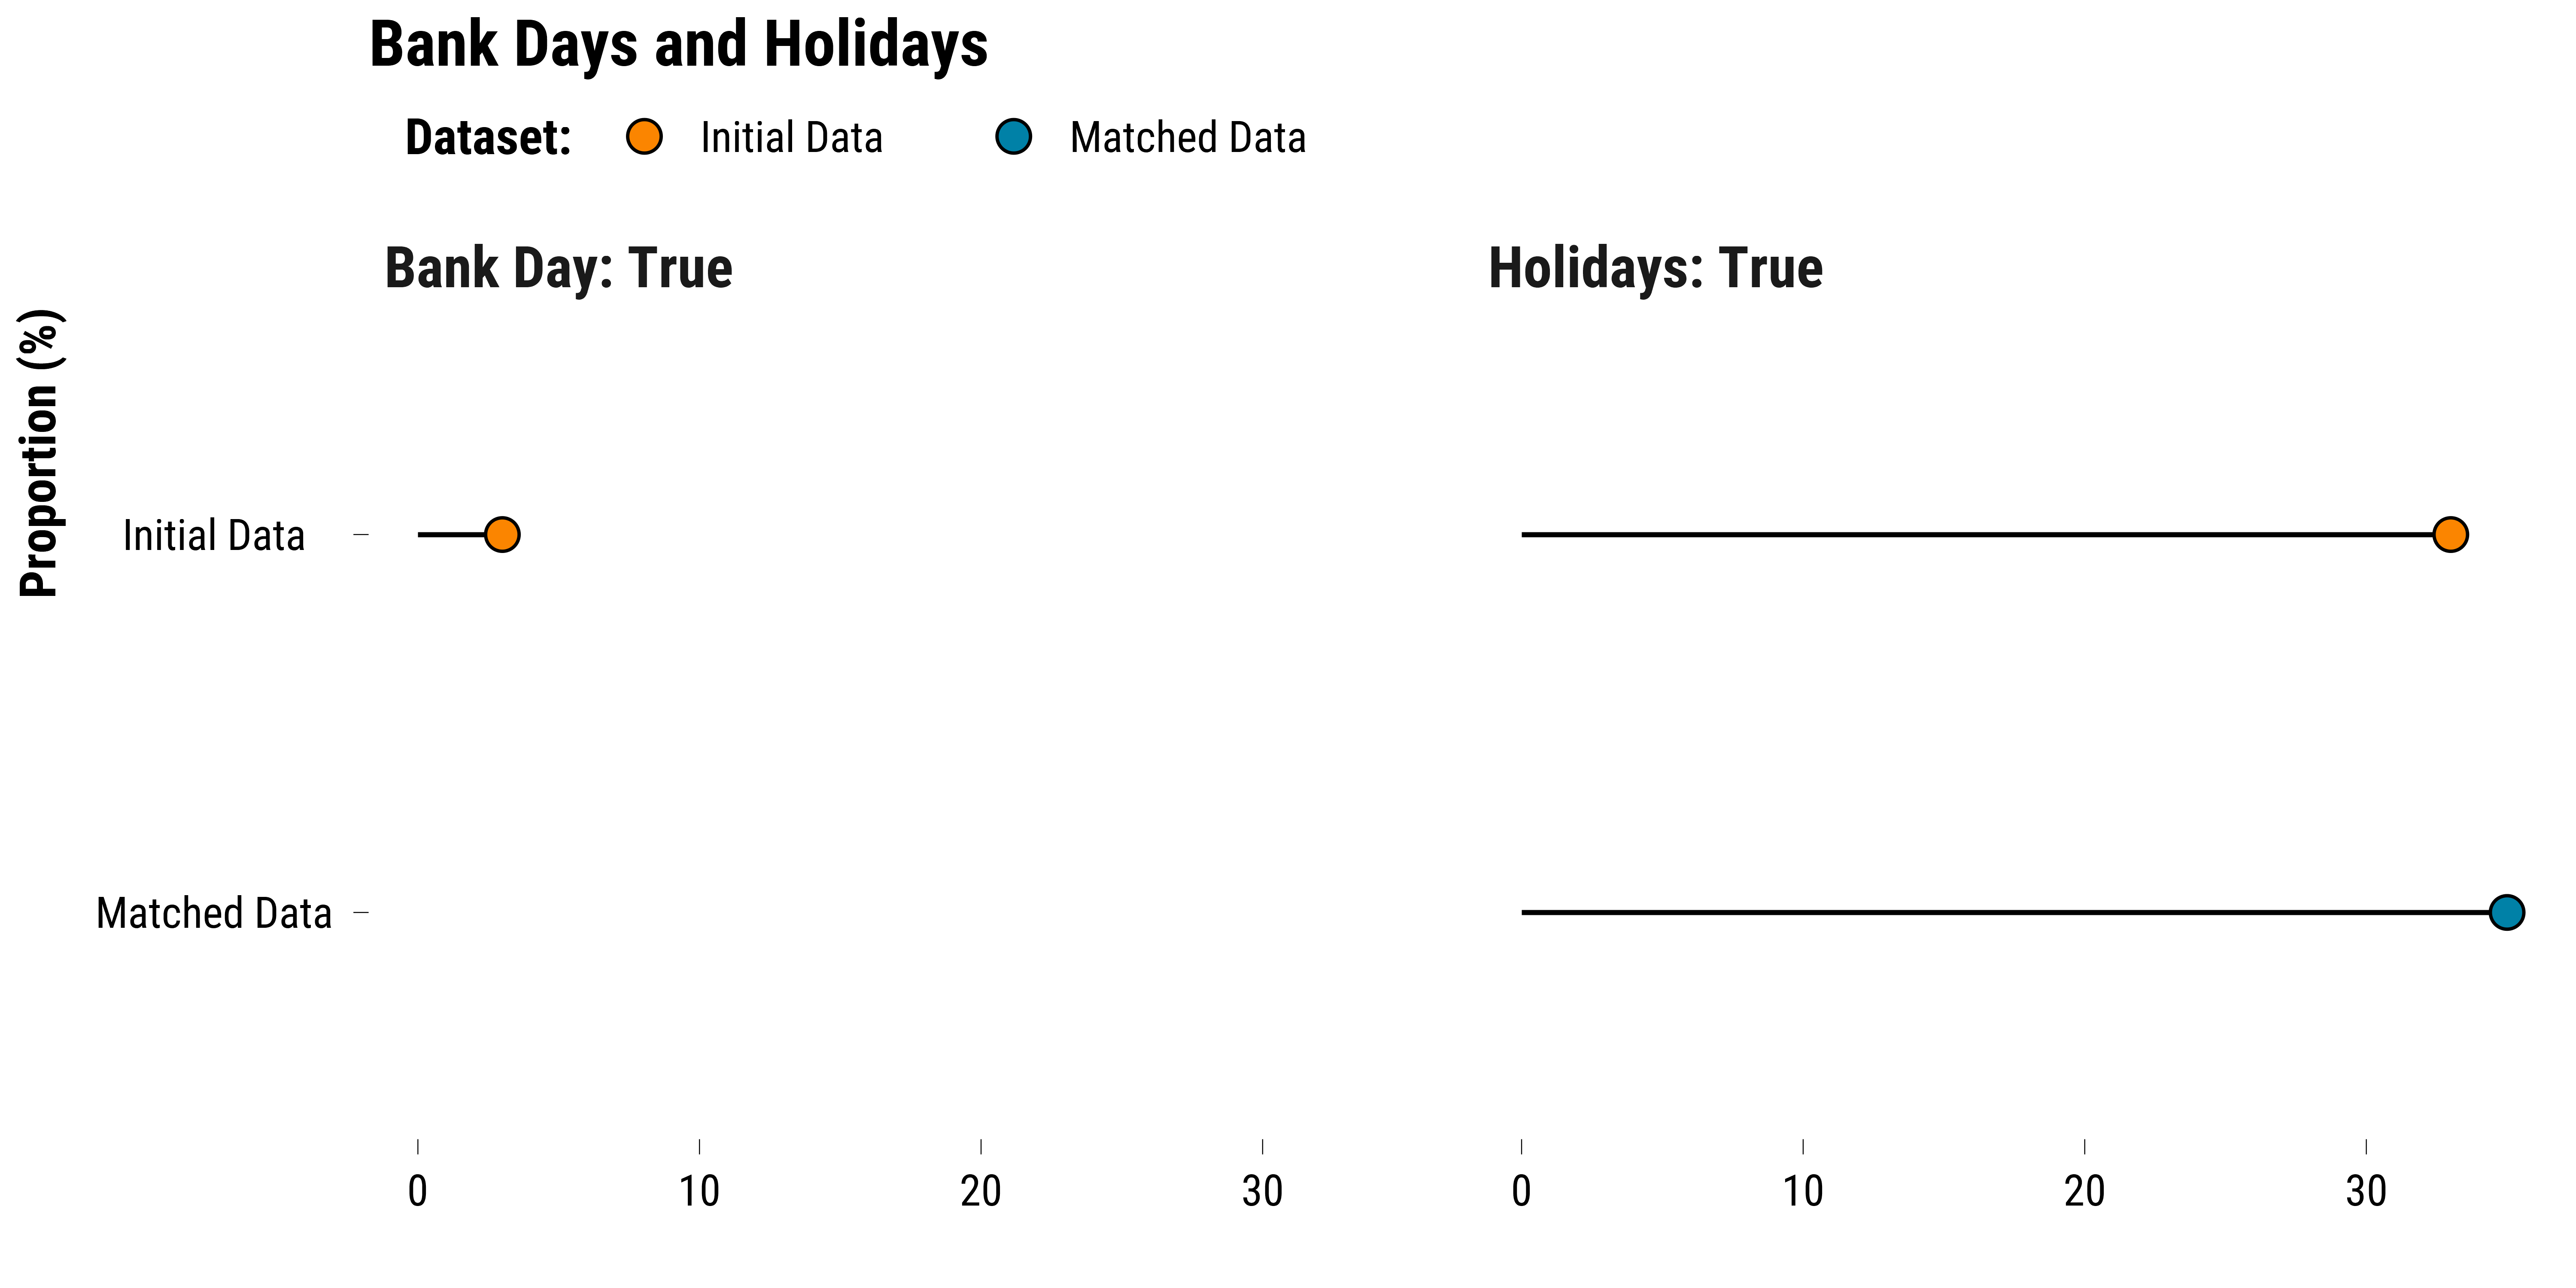 Bank Days and Holidays
Dataset: Initial Data Matched Data
Bank Day: True Holidays: True
Proportion (%)
Initial Data
Matched Data
0 10 20 30 0 10 20 30